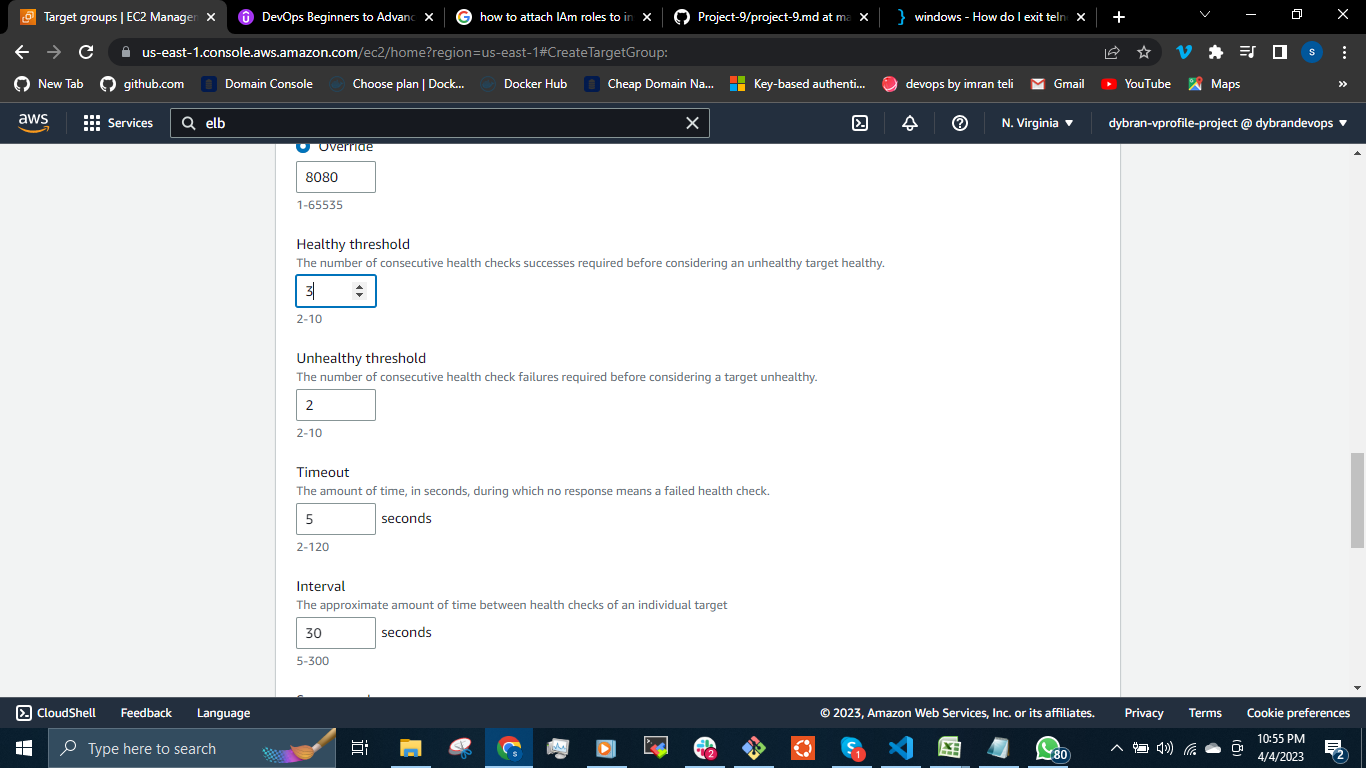 Target groups | EC2 Manager
DevOps Beginners to Advanc
how to attach IAm roles to in
Project-9/project-9.md at ma
windows - How do I exit teln
us-east-1.console.aws.amazon.com/ec2/home?region=us-east-1#CreateTargetGroup:
S
New Tab
github.com
Domain Console
Choose plan | Dock...
Docker Hub
Cheap Domain Na...
Key-based authenti...
devops by imran teli
Gmail
YouTube
Maps
»
aws
Services
elb
N. Virginia
dybran-vprofile-project @ dybrandevops
Override
8080
1-65535
Healthy threshold
The number of consecutive health checks successes required before considering an unhealthy target healthy.
3
2-10
Unhealthy threshold
The number of consecutive health check failures required before considering a target unhealthy.
2
2-10
Timeout
The amount of time, in seconds, during which no response means a failed health check.
5 seconds
2-120
Interval
The approximate amount of time between health checks of an individual target
30 seconds
5-300
CloudShell
Feedback
Language
© 2023, Amazon Web Services, Inc. or its affiliates.
Privacy
Terms
Cookie preferences
Type here to search
2
1
80
10:55 PM
4/4/2023
2